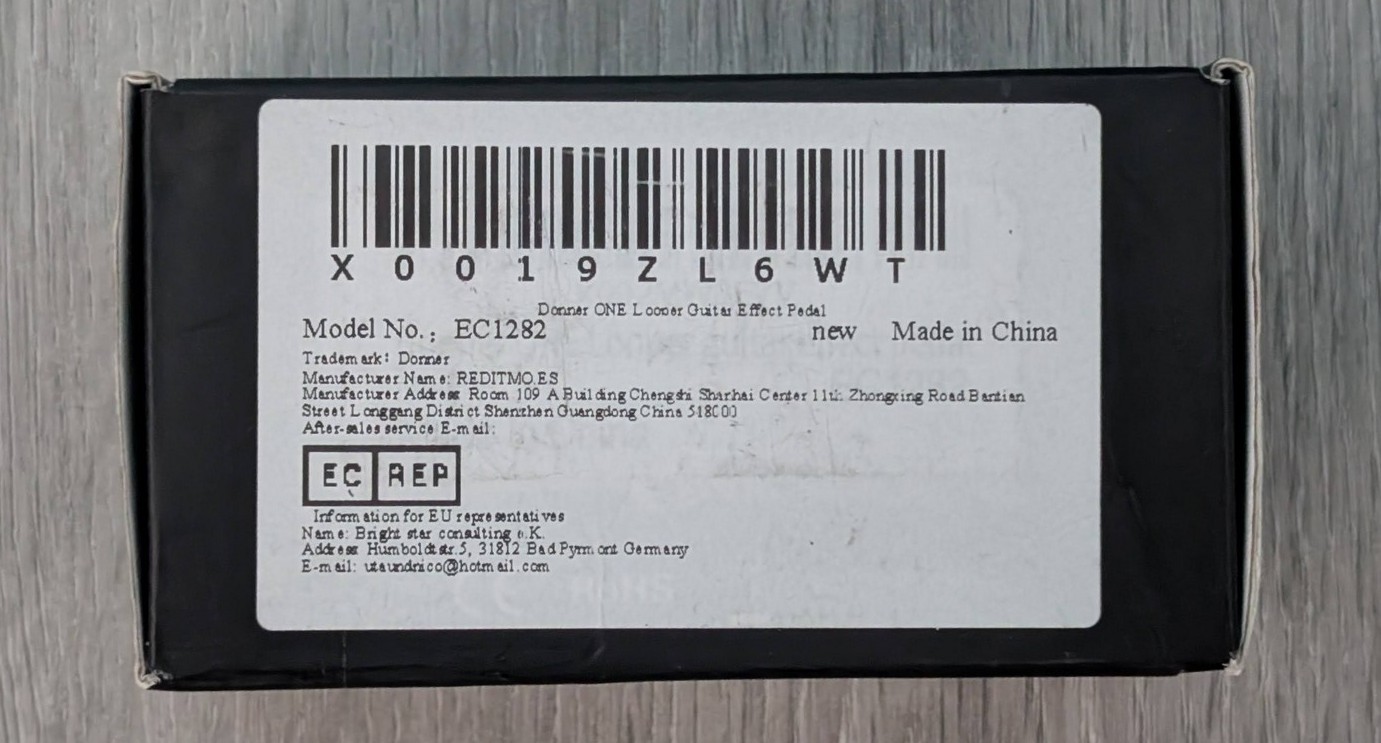 X0019ZL6WT
Donner ONE Looper Guitar Effect Pedal
Model No.: EC1282 new Made in China
Trademark: Donner
Manufacturer Name: REDITMO.ES
Manufacturer Address Room 109 A Building Chengshi Shanhai Center 11th Zhongxing Road Bantian
Street Longgang District Shenzhen Guangdong China 518000
After-sales service E-mail:
EC REP
Information for EU representatives
Name: Bright star consulting e.K.
Address Humboldtstr.5, 31812 Bad Pyrmont Germany
E-mail: utaundnico@hotmail.com
RoHS